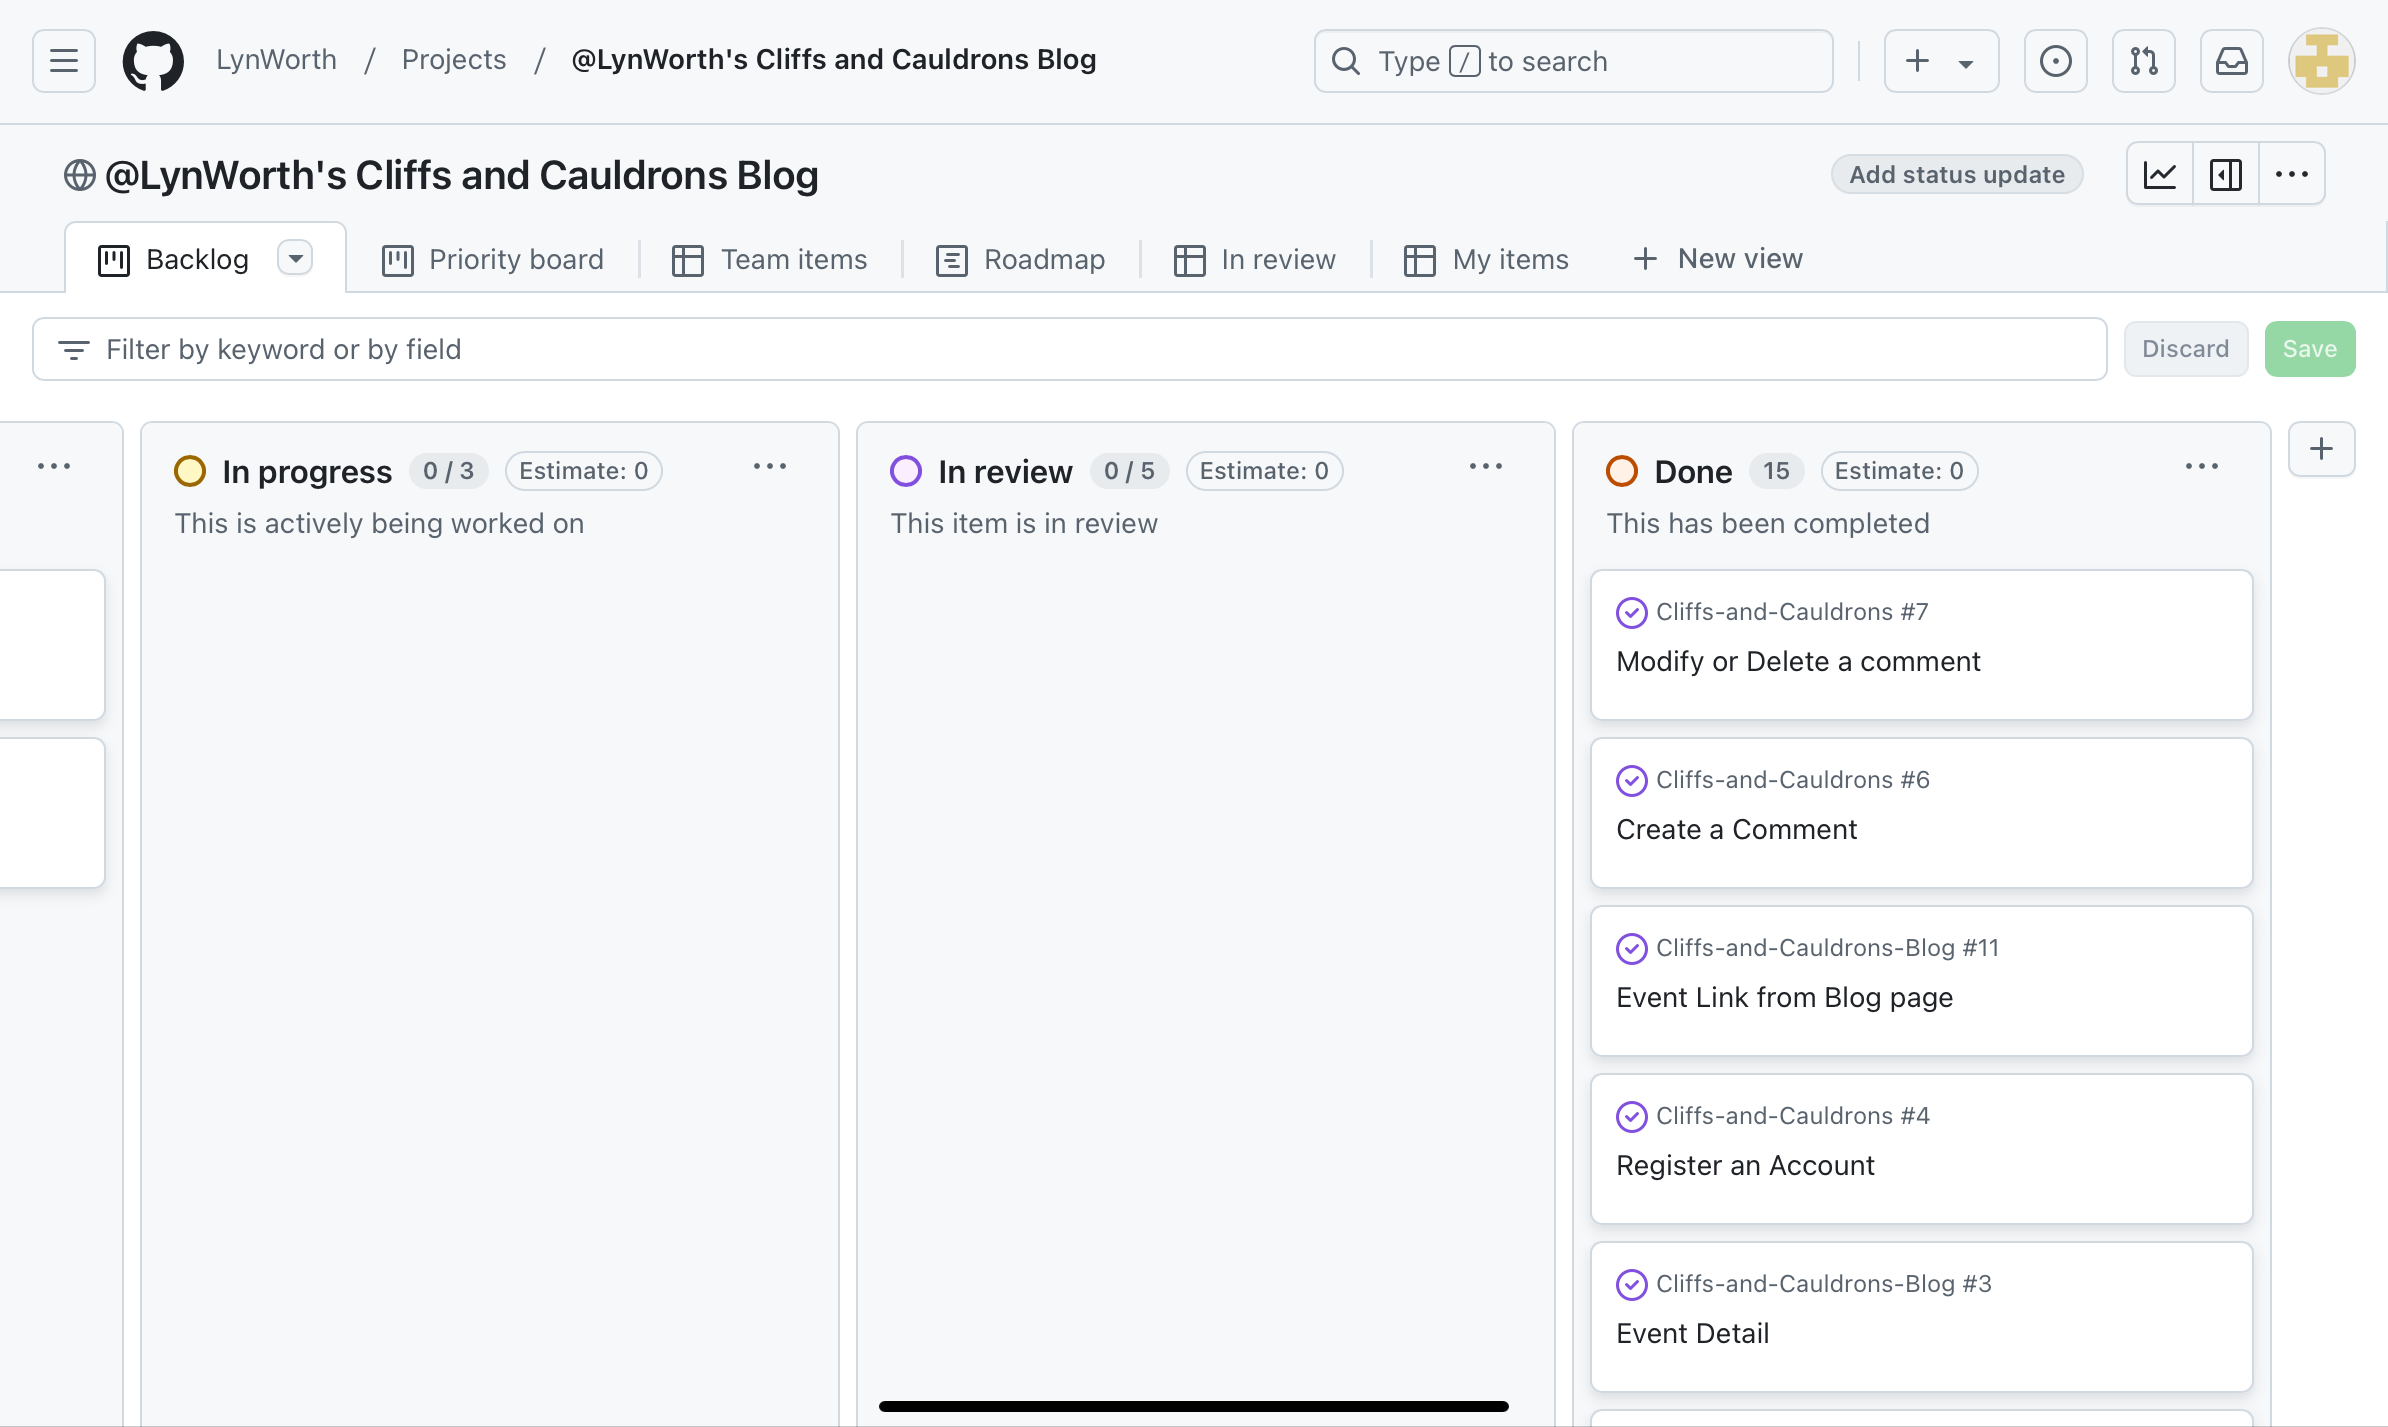 LynWorth / Projects / @LynWorth's Cliffs and Cauldrons Blog
Type / to search
@LynWorth's Cliffs and Cauldrons Blog
Add status update
Backlog
Priority board
Team items
Roadmap
In review
My items
New view
Filter by keyword or by field
Discard
Save
In progress 0 / 3 Estimate: 0
This is actively being worked on
In review 0 / 5 Estimate: 0
This item is in review
Done 15 Estimate: 0
This has been completed
Cliffs-and-Cauldrons #7
Modify or Delete a comment
Cliffs-and-Cauldrons #6
Create a Comment
Cliffs-and-Cauldrons-Blog #11
Event Link from Blog page
Cliffs-and-Cauldrons #4
Register an Account
Cliffs-and-Cauldrons-Blog #3
Event Detail